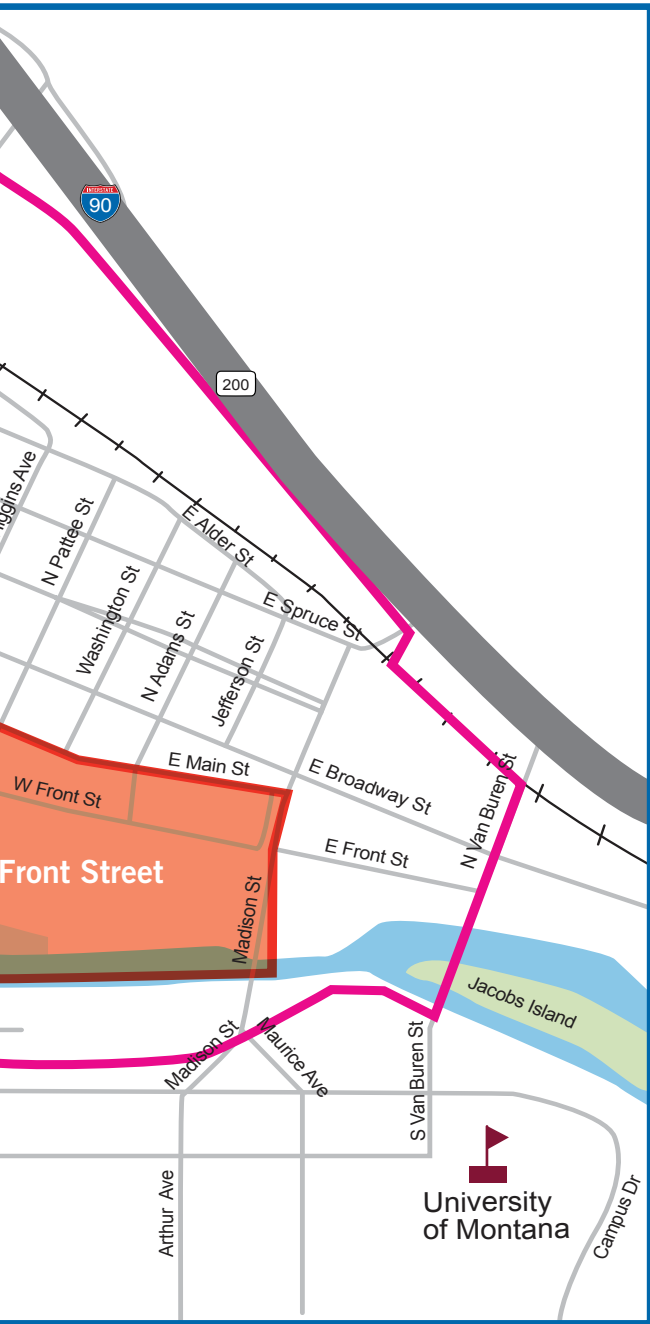 INTERSTATE
90
200
N Pattee St
E Alder St
E Spruce St
Washington St
N Adams St
Jefferson St
E Main St
E Broadway St
W Front St
N Van Buren St
E Front St
Front Street
Madison St
Jacobs Island
Madison St
Maurice Ave
S Van Buren St
Arthur Ave
University
of Montana
Campus Dr